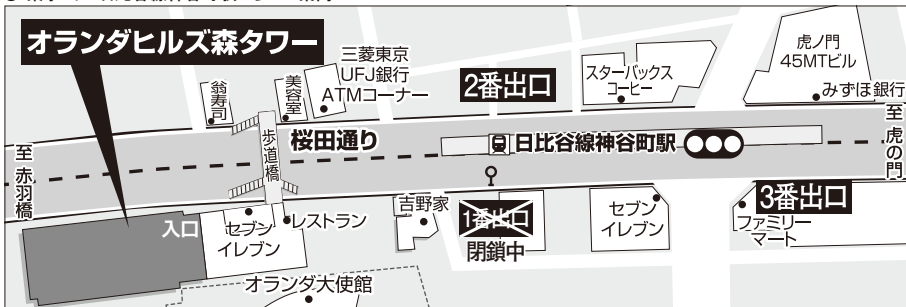 オランダヒルズ森タワー
三菱東京
UFJ銀行
ATMコーナー
翁寿司
美容室
2番出口
スターバックス
コーヒー
虎ノ門
45MTビル
みずほ銀行
至 赤羽橋
歩道橋
桜田通り
日比谷線神谷町駅
至 虎の門
入口
セブン
イレブン
レストラン
吉野家
1番出口
閉鎖中
セブン
イレブン
3番出口
ファミリー
マート
オランダ大使館